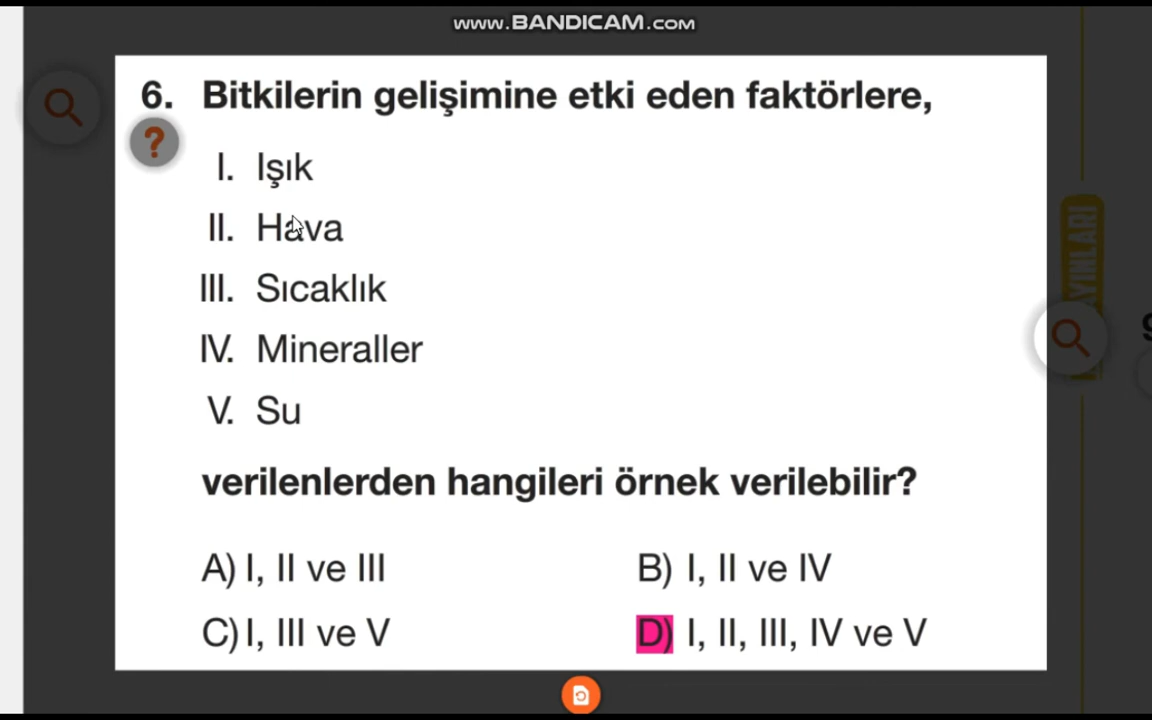 www.BANDICAM.com
6. Bitkilerin gelişimine etki eden faktörlere,
?
I. Işık
II. Hava
III. Sıcaklık
IV. Mineraller
V. Su
verilenlerden hangileri örnek verilebilir?
A) I, II ve III
B) I, II ve IV
C) I, III ve V
D) I, II, III, IV ve V